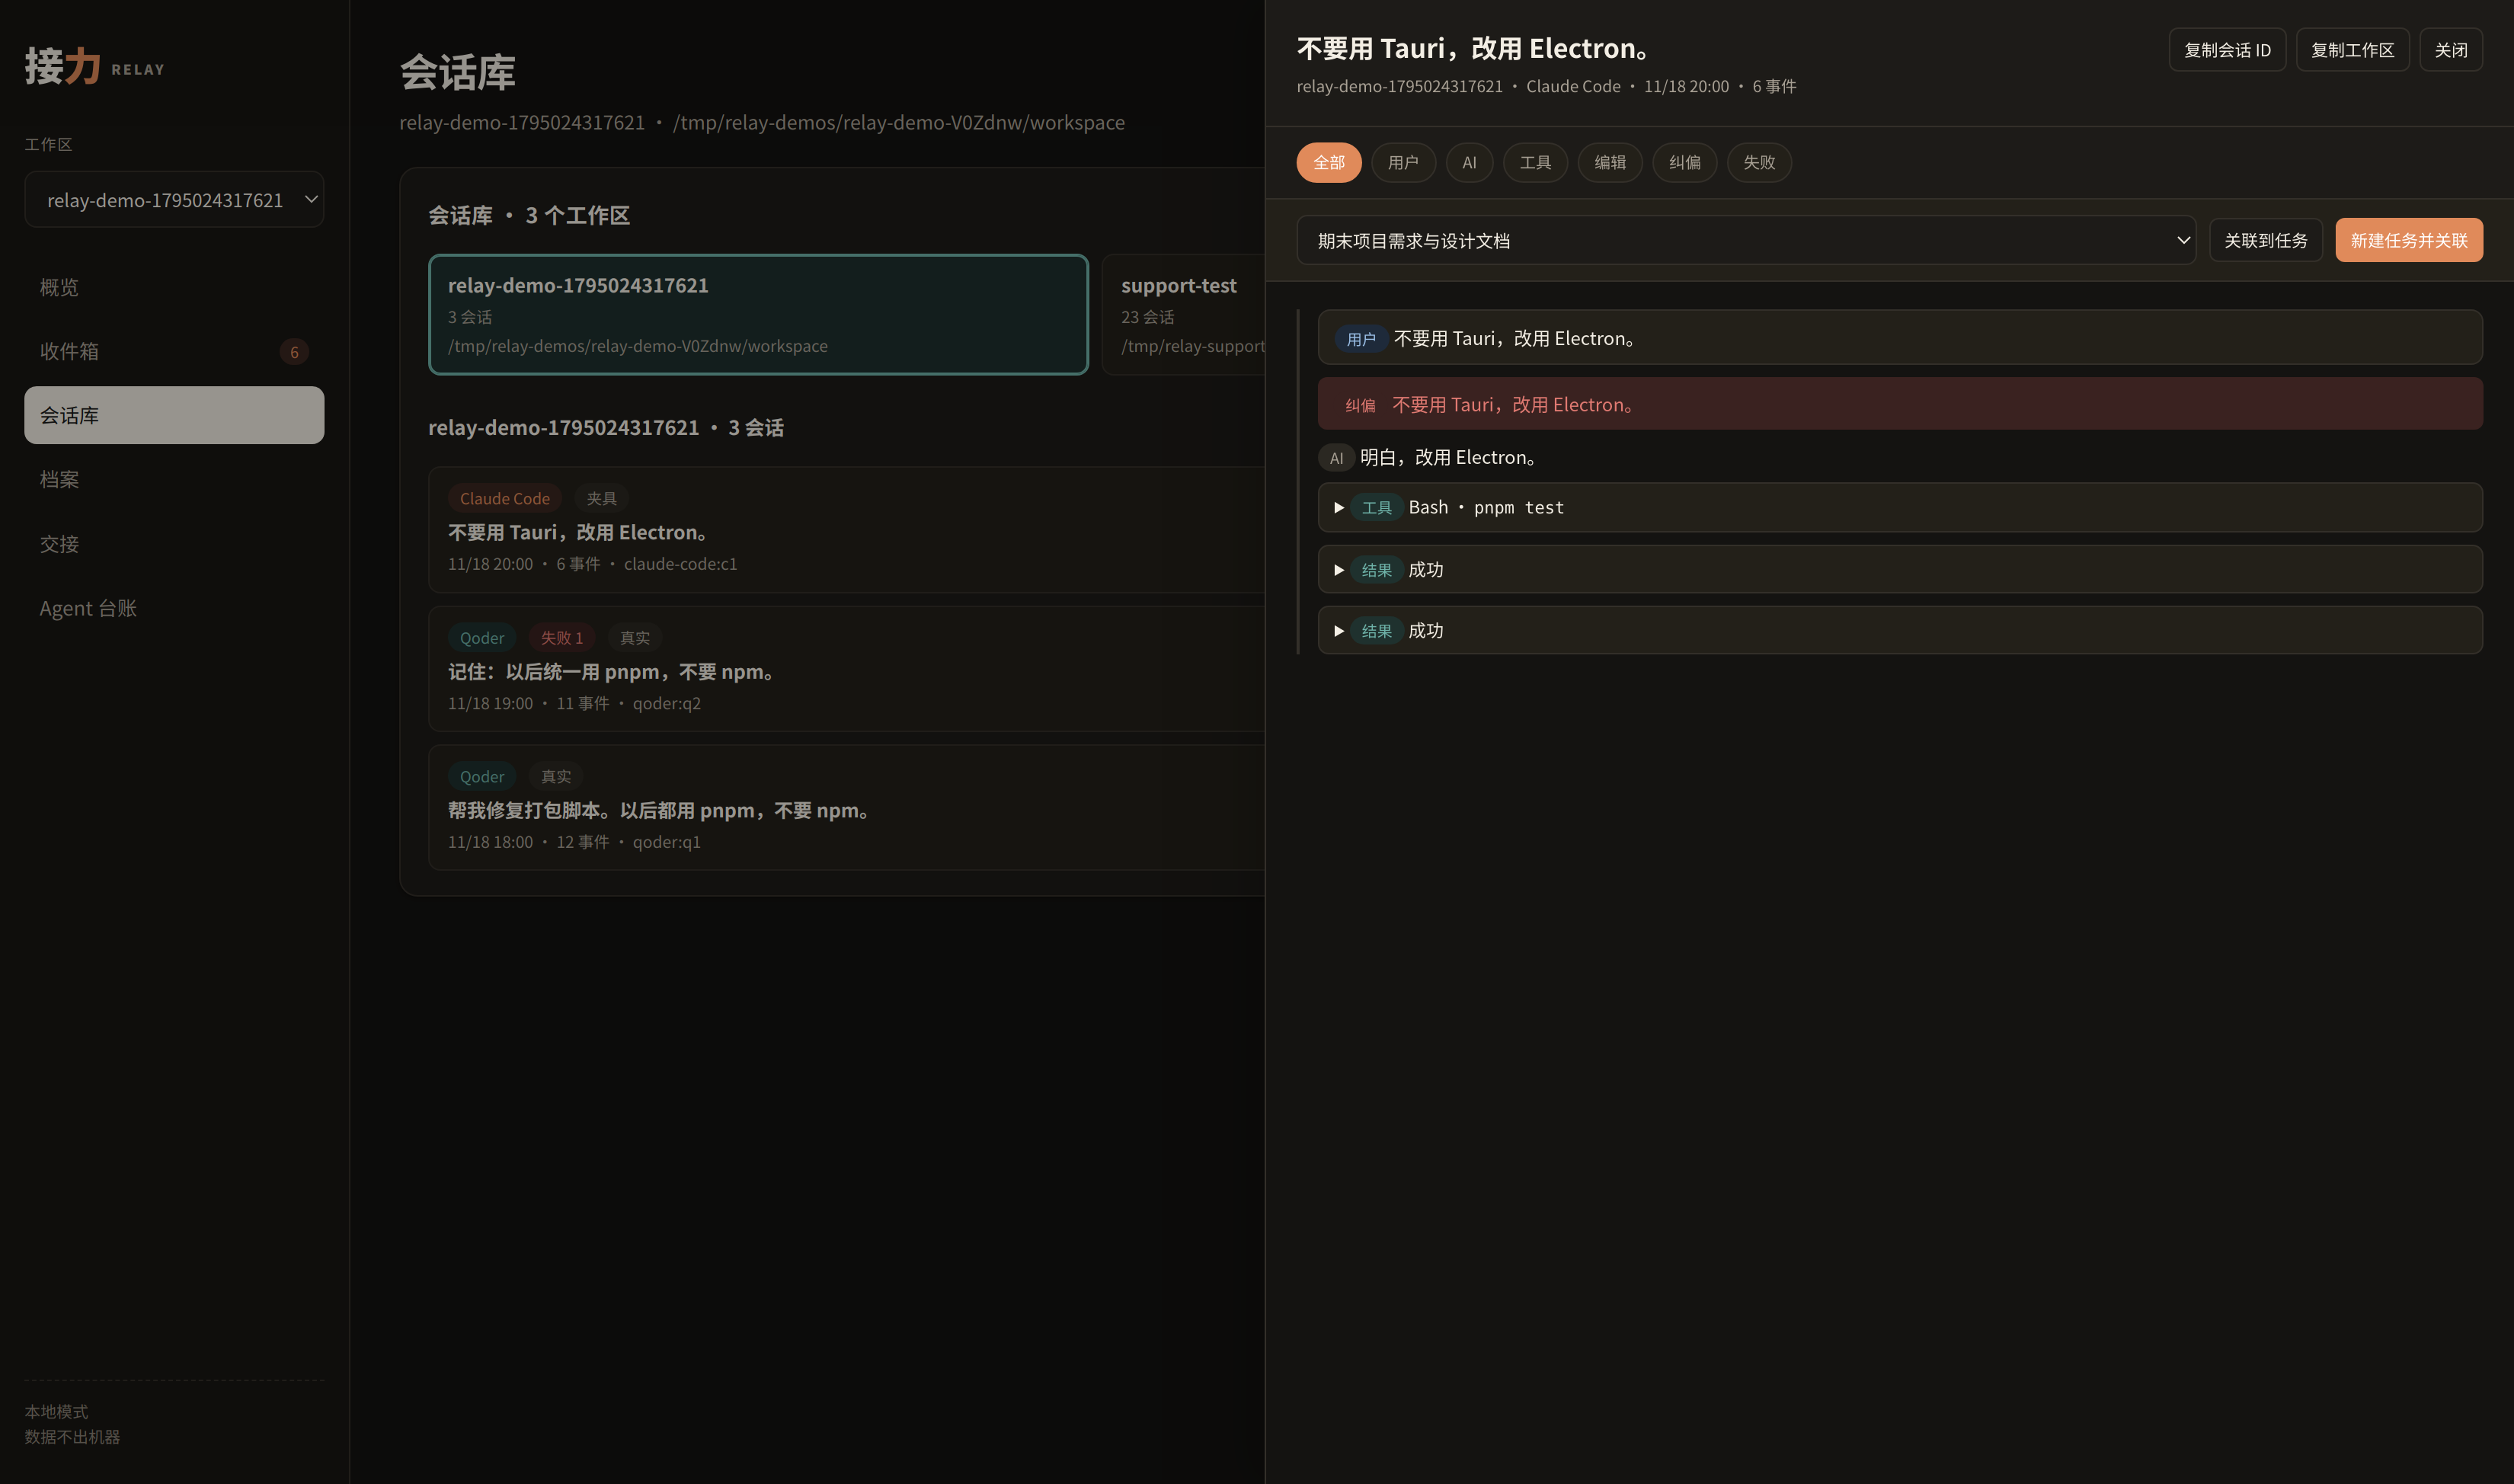 接力 RELAY
工作区
relay-demo-1795024317621
概览
收件箱 6
会话库
档案
交接
Agent 台账
本地模式
数据不出机器
会话库
relay-demo-1795024317621 · /tmp/relay-demos/relay-demo-V0Zdnw/workspace
会话库 · 3 个工作区
relay-demo-1795024317621
3 会话
/tmp/relay-demos/relay-demo-V0Zdnw/workspace
support-test
23 会话
/tmp/relay-support
relay-demo-1795024317621 · 3 会话
Claude Code 夹具
不要用 Tauri，改用 Electron。
11/18 20:00 · 6 事件 · claude-code:c1
Qoder 失败 1 真实
记住：以后统一用 pnpm，不要 npm。
11/18 19:00 · 11 事件 · qoder:q2
Qoder 真实
帮我修复打包脚本。以后都用 pnpm，不要 npm。
11/18 18:00 · 12 事件 · qoder:q1
不要用 Tauri，改用 Electron。
relay-demo-1795024317621 · Claude Code · 11/18 20:00 · 6 事件
复制会话 ID 复制工作区 关闭
全部 用户 AI 工具 编辑 纠偏 失败
期末项目需求与设计文档 关联到任务 新建任务并关联
用户 不要用 Tauri，改用 Electron。
纠偏 不要用 Tauri，改用 Electron。
AI 明白，改用 Electron。
工具 Bash · pnpm test
结果 成功
结果 成功